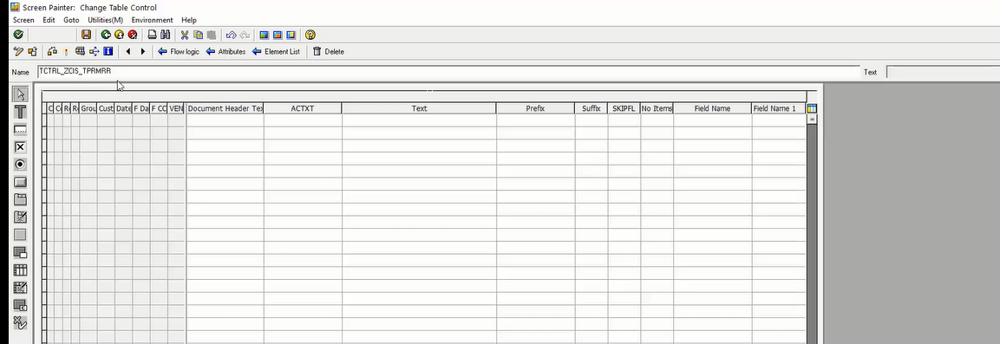 Screen Painter: Change Table Control
Screen Edit Goto Utilities(M) Environment Help
Flow logic Attributes Element List Delete
Name TCTRL_ZCIS_TPRMRR Text
Grou Cust Date F Da F CC VEN Document Header Te ACTXT Text Prefix Suffix SKIPFL No Items Field Name Field Name 1